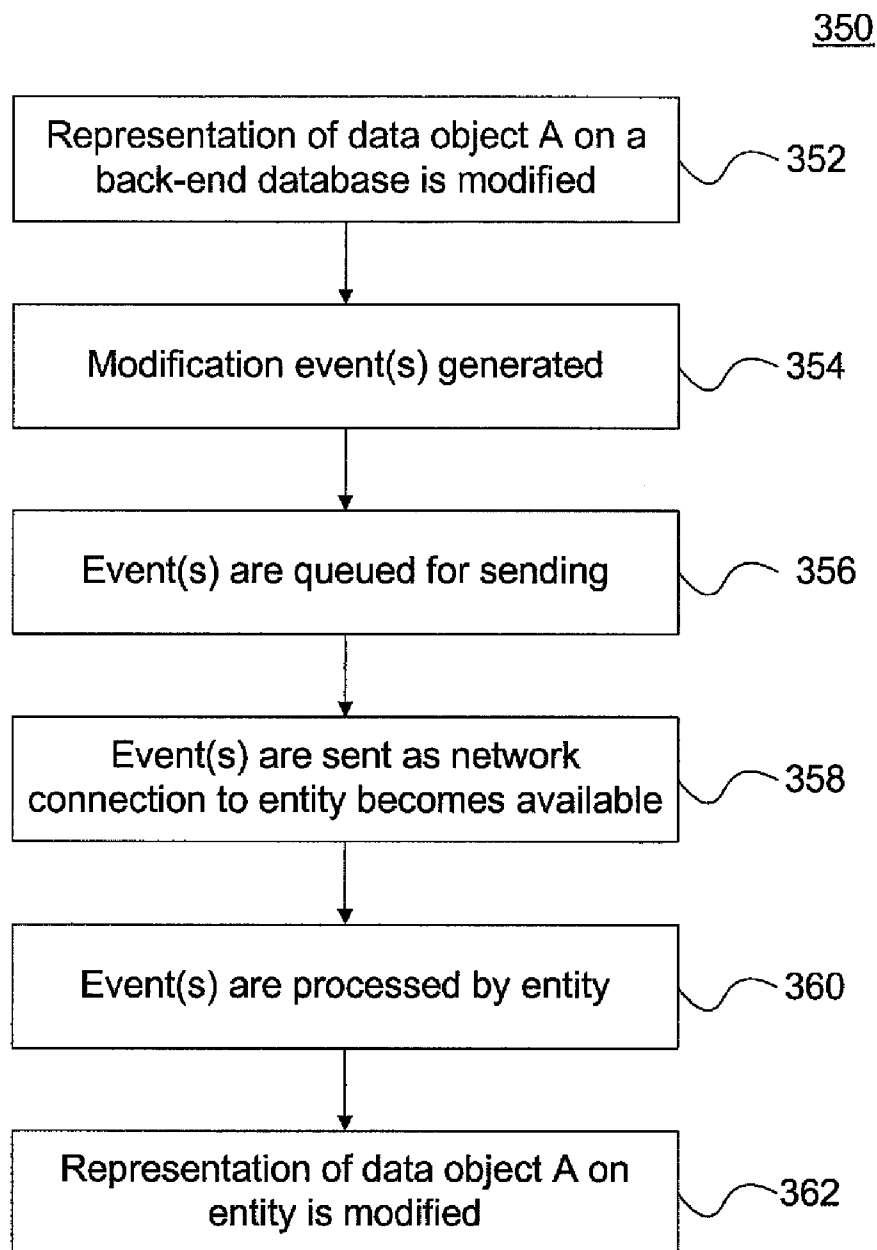 350
Representation of data object A on a
back-end database is modified
352
Modification event(s) generated
354
Event(s) are queued for sending
356
Event(s) are sent as network
connection to entity becomes available
358
Event(s) are processed by entity
360
Representation of data object A on
entity is modified
362